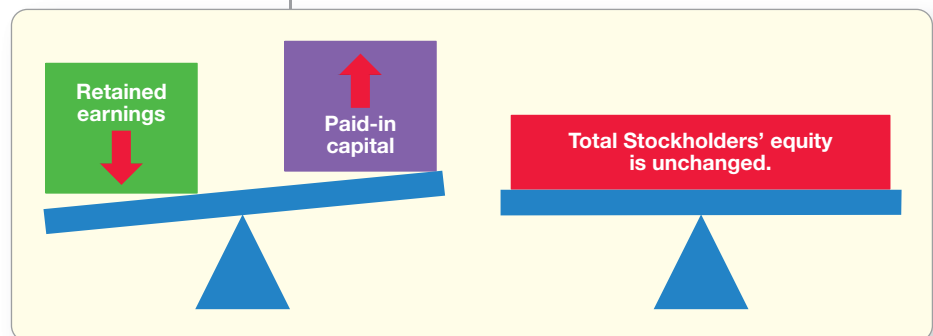 Retained
earnings
Paid-in
capital
Total Stockholders’ equity
is unchanged.